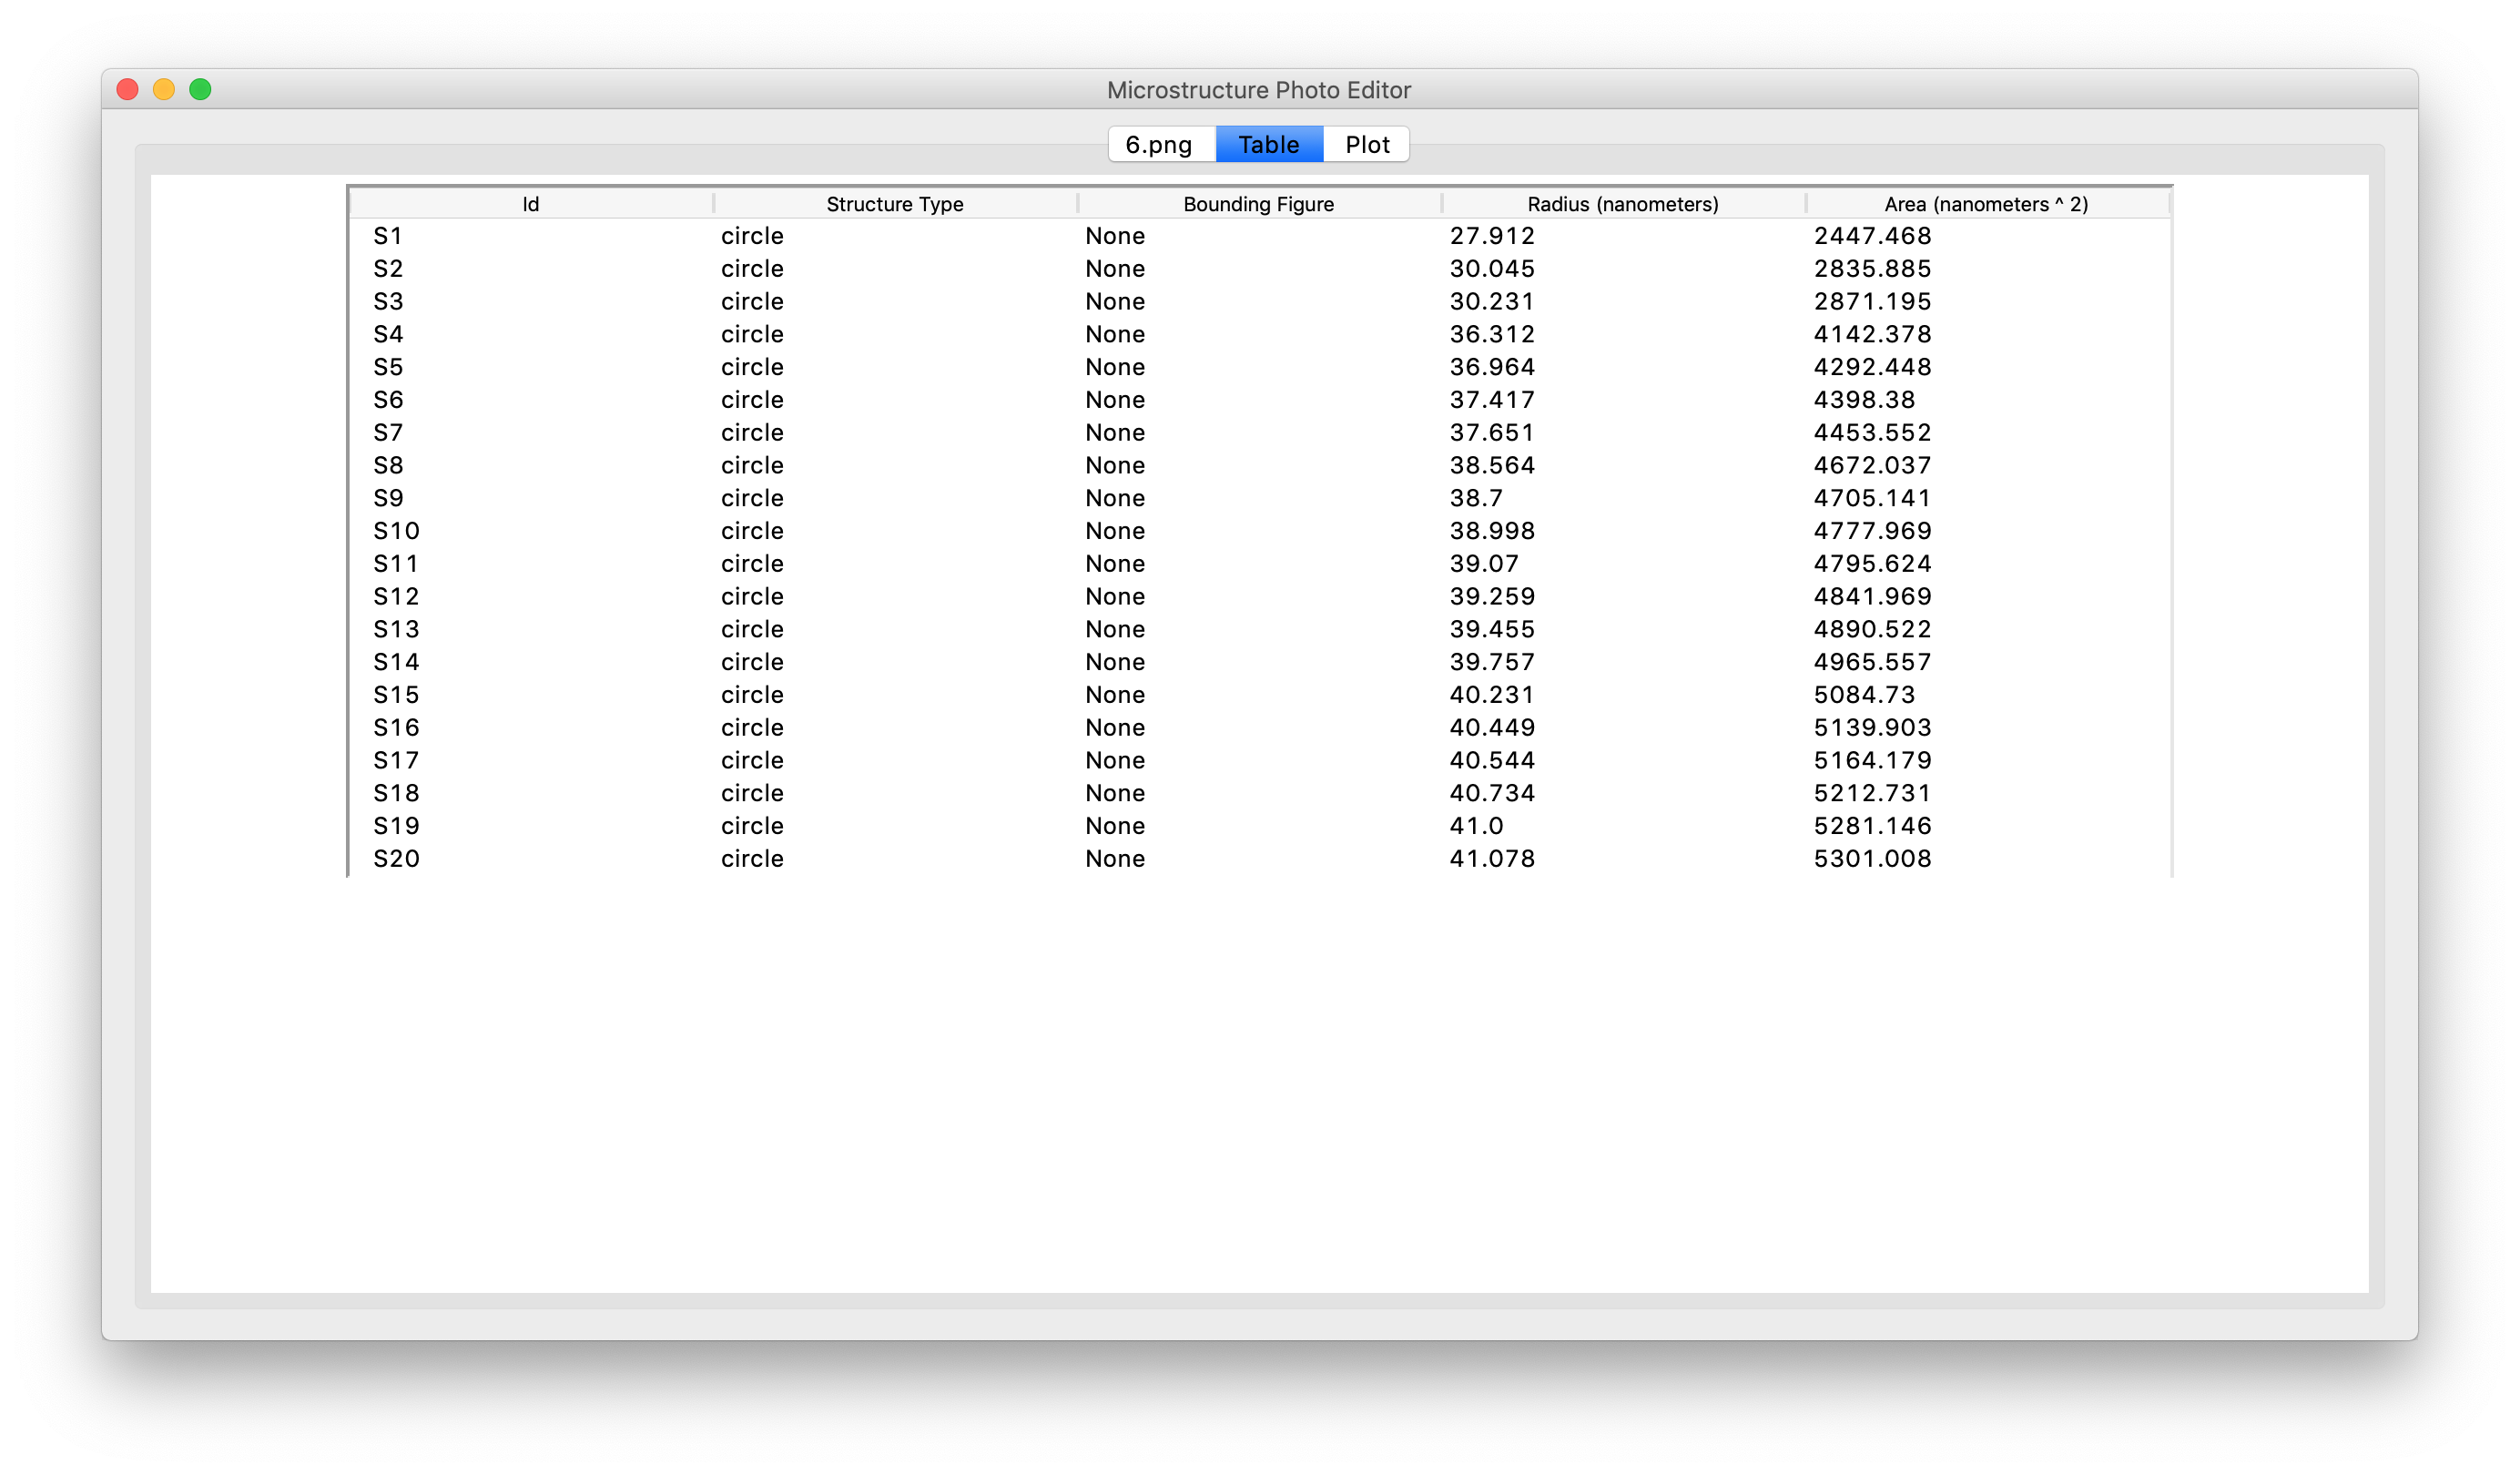 Microstructure Photo Editor
6.png Table Plot
Id Structure Type Bounding Figure Radius (nanometers) Area (nanometers ^ 2)
S1 circle None 27.912 2447.468
S2 circle None 30.045 2835.885
S3 circle None 30.231 2871.195
S4 circle None 36.312 4142.378
S5 circle None 36.964 4292.448
S6 circle None 37.417 4398.38
S7 circle None 37.651 4453.552
S8 circle None 38.564 4672.037
S9 circle None 38.7 4705.141
S10 circle None 38.998 4777.969
S11 circle None 39.07 4795.624
S12 circle None 39.259 4841.969
S13 circle None 39.455 4890.522
S14 circle None 39.757 4965.557
S15 circle None 40.231 5084.73
S16 circle None 40.449 5139.903
S17 circle None 40.544 5164.179
S18 circle None 40.734 5212.731
S19 circle None 41.0 5281.146
S20 circle None 41.078 5301.008